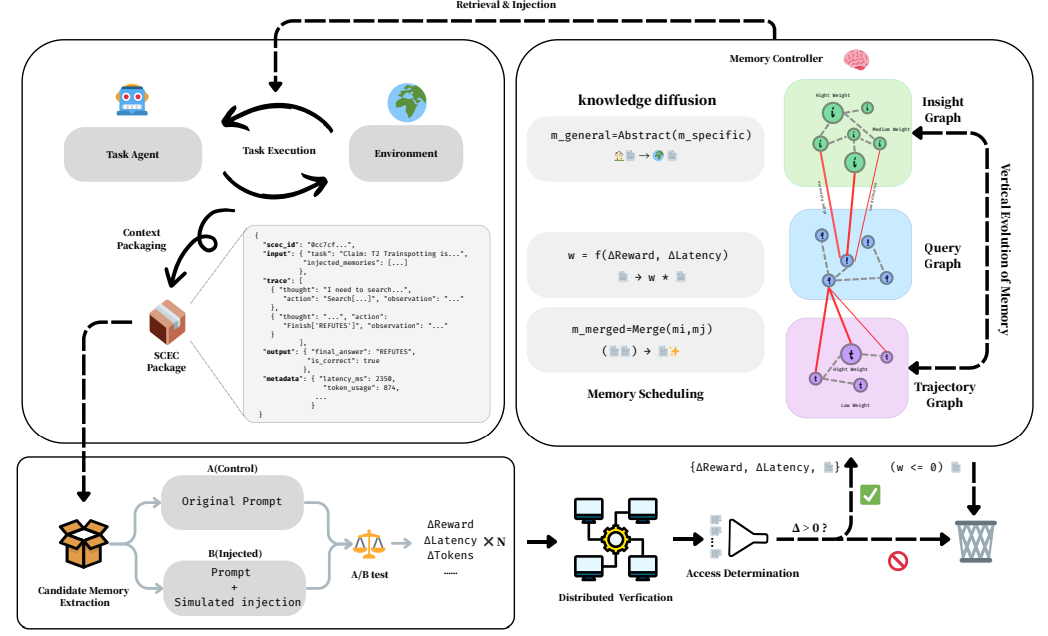 Retrieval & Injection
Task Agent
Task Execution
Environment
Context
Packaging
SCEC
Package
{
"scec_id": "0cc7cf...",
"input": { "task": "Claim: T2 Trainspotting is...",
"injected_memories": [...]
},
"trace": [
{ "thought": "I need to search...",
"action": "Search[...]", "observation": "..."
},
{ "thought": "...", "action":
"Finish['REFUTES']", "observation": "..."
}
],
"output": { "final_answer": "REFUTES",
"is_correct": true
},
"metadata": { "latency_ms": 2350,
"token_usage": 874,
...
}
}
Memory Controller
knowledge diffusion
m_general=Abstract(m_specific)
→
w = f(ΔReward, ΔLatency)
→ w *
m_merged=Merge(mi,mj)
( ) →
Memory Scheduling
Hight Weight
Medium Weight
i
i
i
i
i
i
Insight
Graph
Query
Graph
t
t
t
t
Hight Weight
Low Weight
Trajectory
Graph
Vertical Evolution of Memory
Candidate Memory
Extraction
A(Control)
Original Prompt
B(Injected)
Prompt
+
Simulated injection
A/B test
ΔReward
ΔLatency
ΔTokens
......
× N
Distributed Verfication
Access Determination
Δ > 0 ?
{ΔReward, ΔLatency, }
(w <= 0)